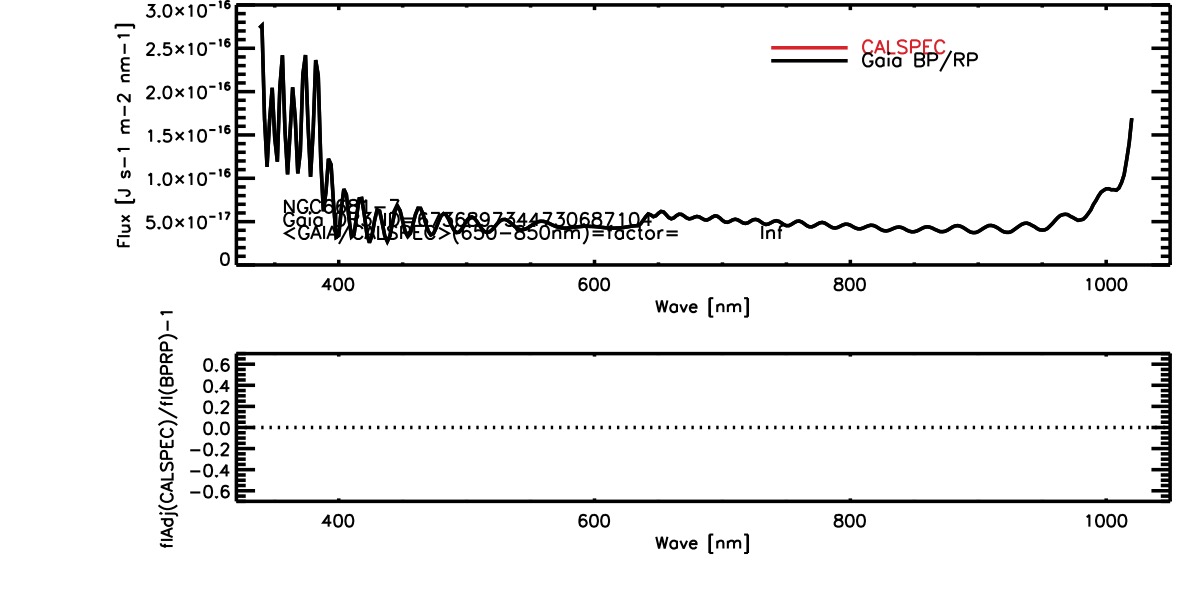 3.0×10−16
2.5×10−16
2.0×10−16
1.5×10−16
1.0×10−16
5.0×10−17
0
Flux [J s−1 m−2 nm−1]
CALSPEC
Gaia BP/RP
NGC6681−7
Gaia
<GAIA/CALSPEC>(650−850nm)=factor= Inf
400 600 800 1000
Wave [nm]
flAdj(CALSPEC)/fl(BPRP)−1
0.6
0.4
0.2
0.0
−0.2
−0.4
−0.6
400 600 800 1000
Wave [nm]